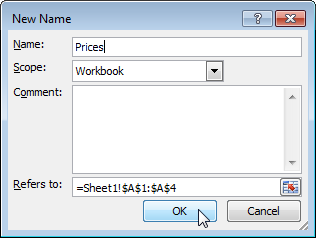 New Name
Name: Prices
Scope: Workbook
Comment:
Refers to: =Sheet1!$A$1:$A$4
OK Cancel